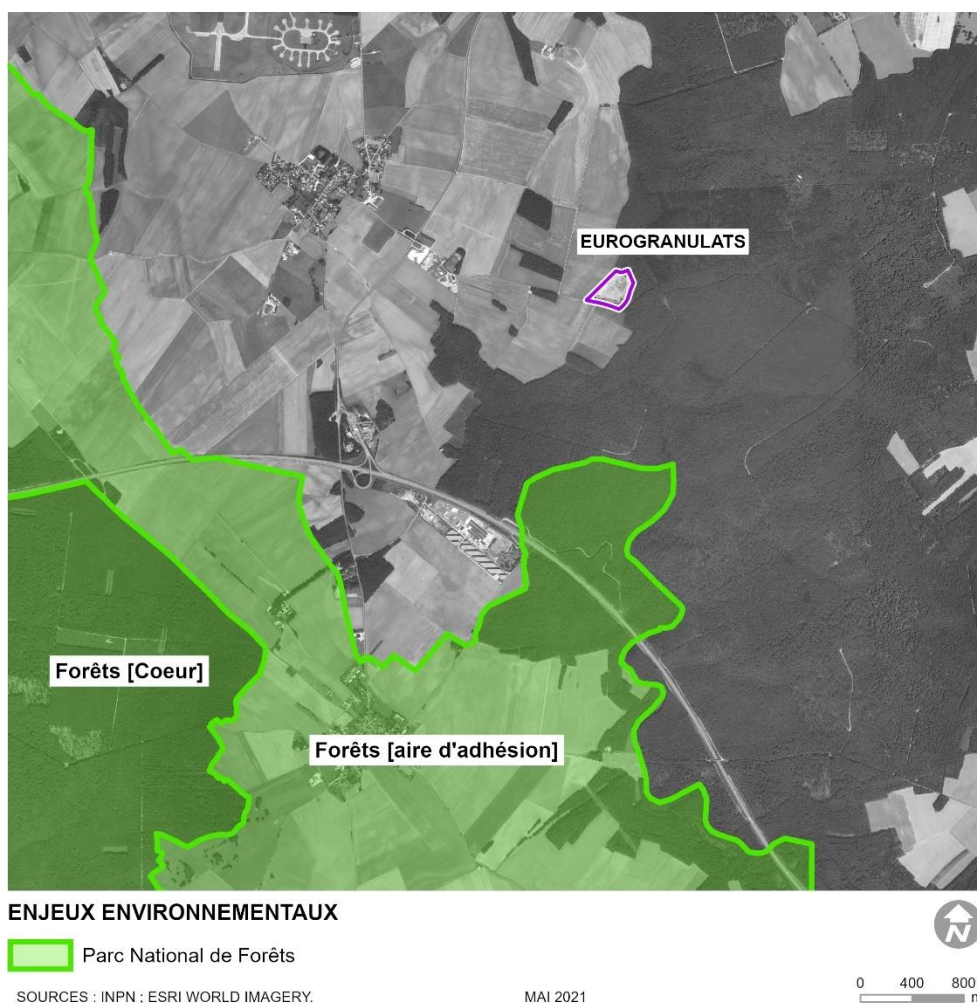 EUROGRANULATS
Forêts [Coeur]
Forêts [aire d'adhésion]
ENJEUX ENVIRONNEMENTAUX
N
Parc National de Forêts
SOURCES : INPN ; ESRI WORLD IMAGERY.
MAI 2021
0 400 800